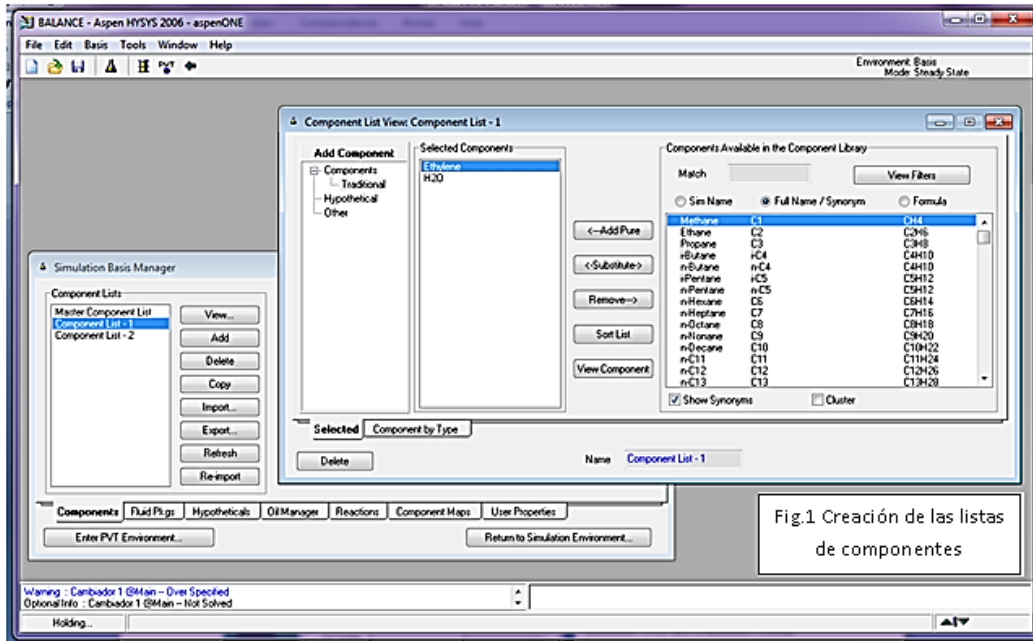 BALANCE - Aspen HYSYS 2006 - aspenONE
File Edit Basis Tools Window Help
PVT
Environment: Basis
Mode: Steady State
Component List View: Component List - 1
Add Component
Components
Traditional
Hypothetical
Other
Selected Components
Ethylene
H2O
<--Add Pure
<-Substitute->
Remove-->
Sort List
View Component
Components Available in the Component Library
Match
View Filters
Sim Name Full Name / Synonym Formula
Methane C1 CH4
Ethane C2 C2H6
Propane C3 C3H8
i-Butane i-C4 C4H10
n-Butane n-C4 C4H10
i-Pentane i-C5 C5H12
n-Pentane n-C5 C5H12
n-Hexane C6 C6H14
n-Heptane C7 C7H16
n-Octane C8 C8H18
n-Nonane C9 C9H20
n-Decane C10 C10H22
n-C11 C11 C11H24
n-C12 C12 C12H26
n-C13 C13 C13H28
Show Synonyms Cluster
Selected Component by Type
Delete
Name Component List - 1
Simulation Basis Manager
Component Lists
Master Component List
Component List - 1
Component List - 2
View...
Add
Delete
Copy
Import...
Export...
Refresh
Re-import
Components Fluid Pkgs Hypotheticals Oil Manager Reactions Component Maps User Properties
Enter PVT Environment...
Return to Simulation Environment...
Fig.1 Creación de las listas
de componentes
Warning : Cambiador 1 @Main -- Over Specified
Optional Info : Cambiador 1 @Main -- Not Solved
Holding...